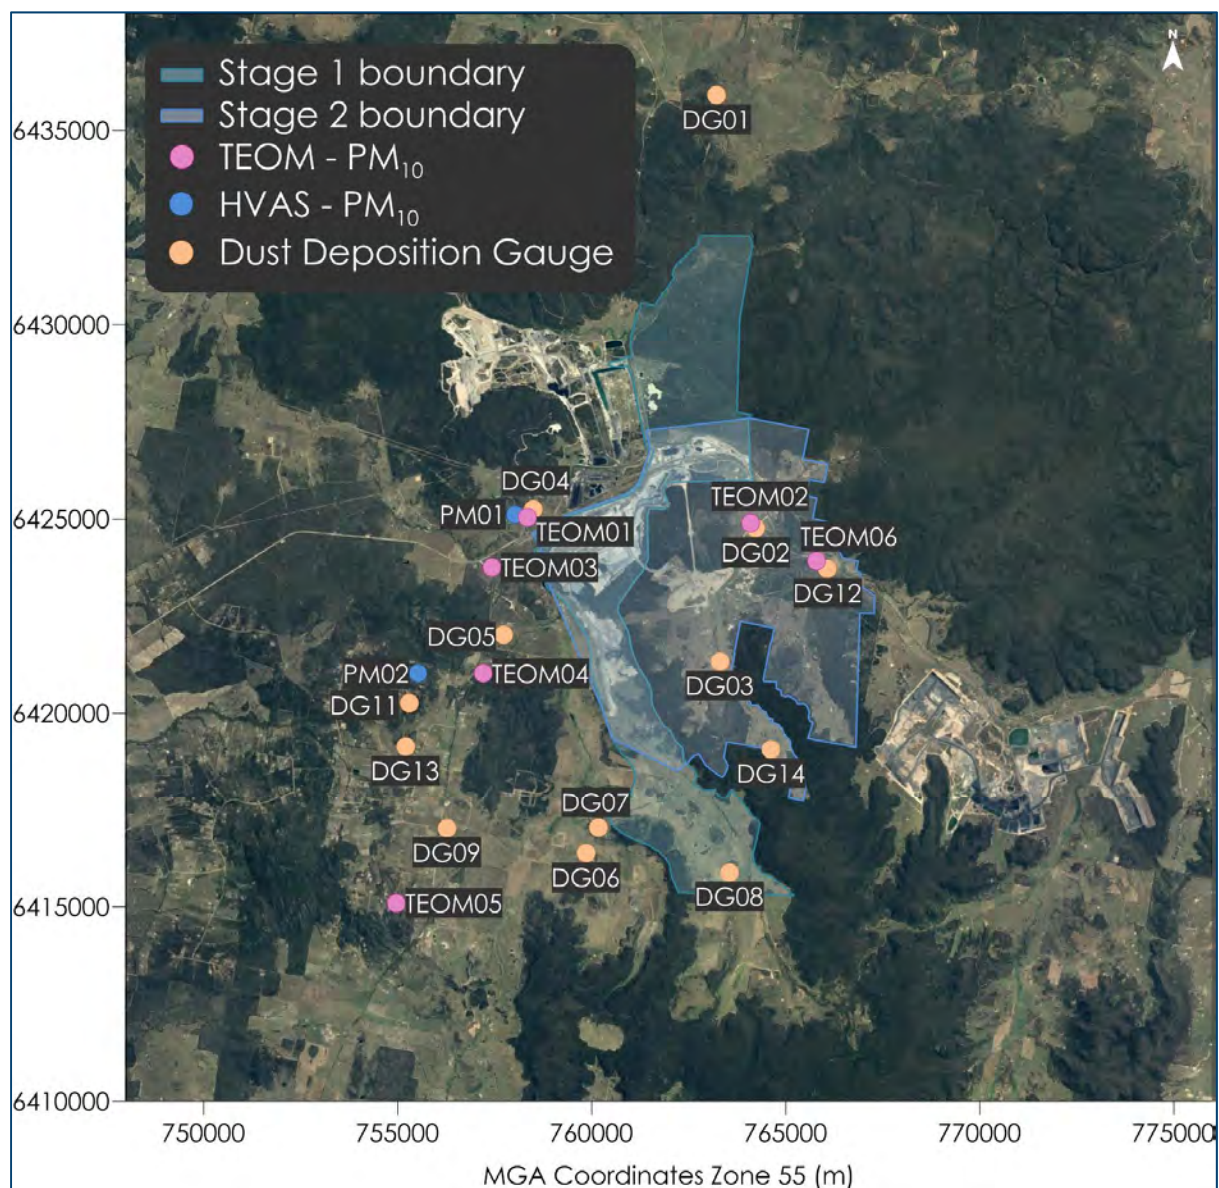 N
Stage 1 boundary
Stage 2 boundary
TEOM - PM10
HVAS - PM10
Dust Deposition Gauge
DG01
6435000
6430000
6425000
6420000
6415000
6410000
DG04
PM01
TEOM01
TEOM02
DG02
TEOM06
DG12
TEOM03
DG05
PM02
TEOM04
DG03
DG11
DG13
DG14
DG07
DG09
DG06
DG08
TEOM05
750000
755000
760000
765000
770000
775000
MGA Coordinates Zone 55 (m)